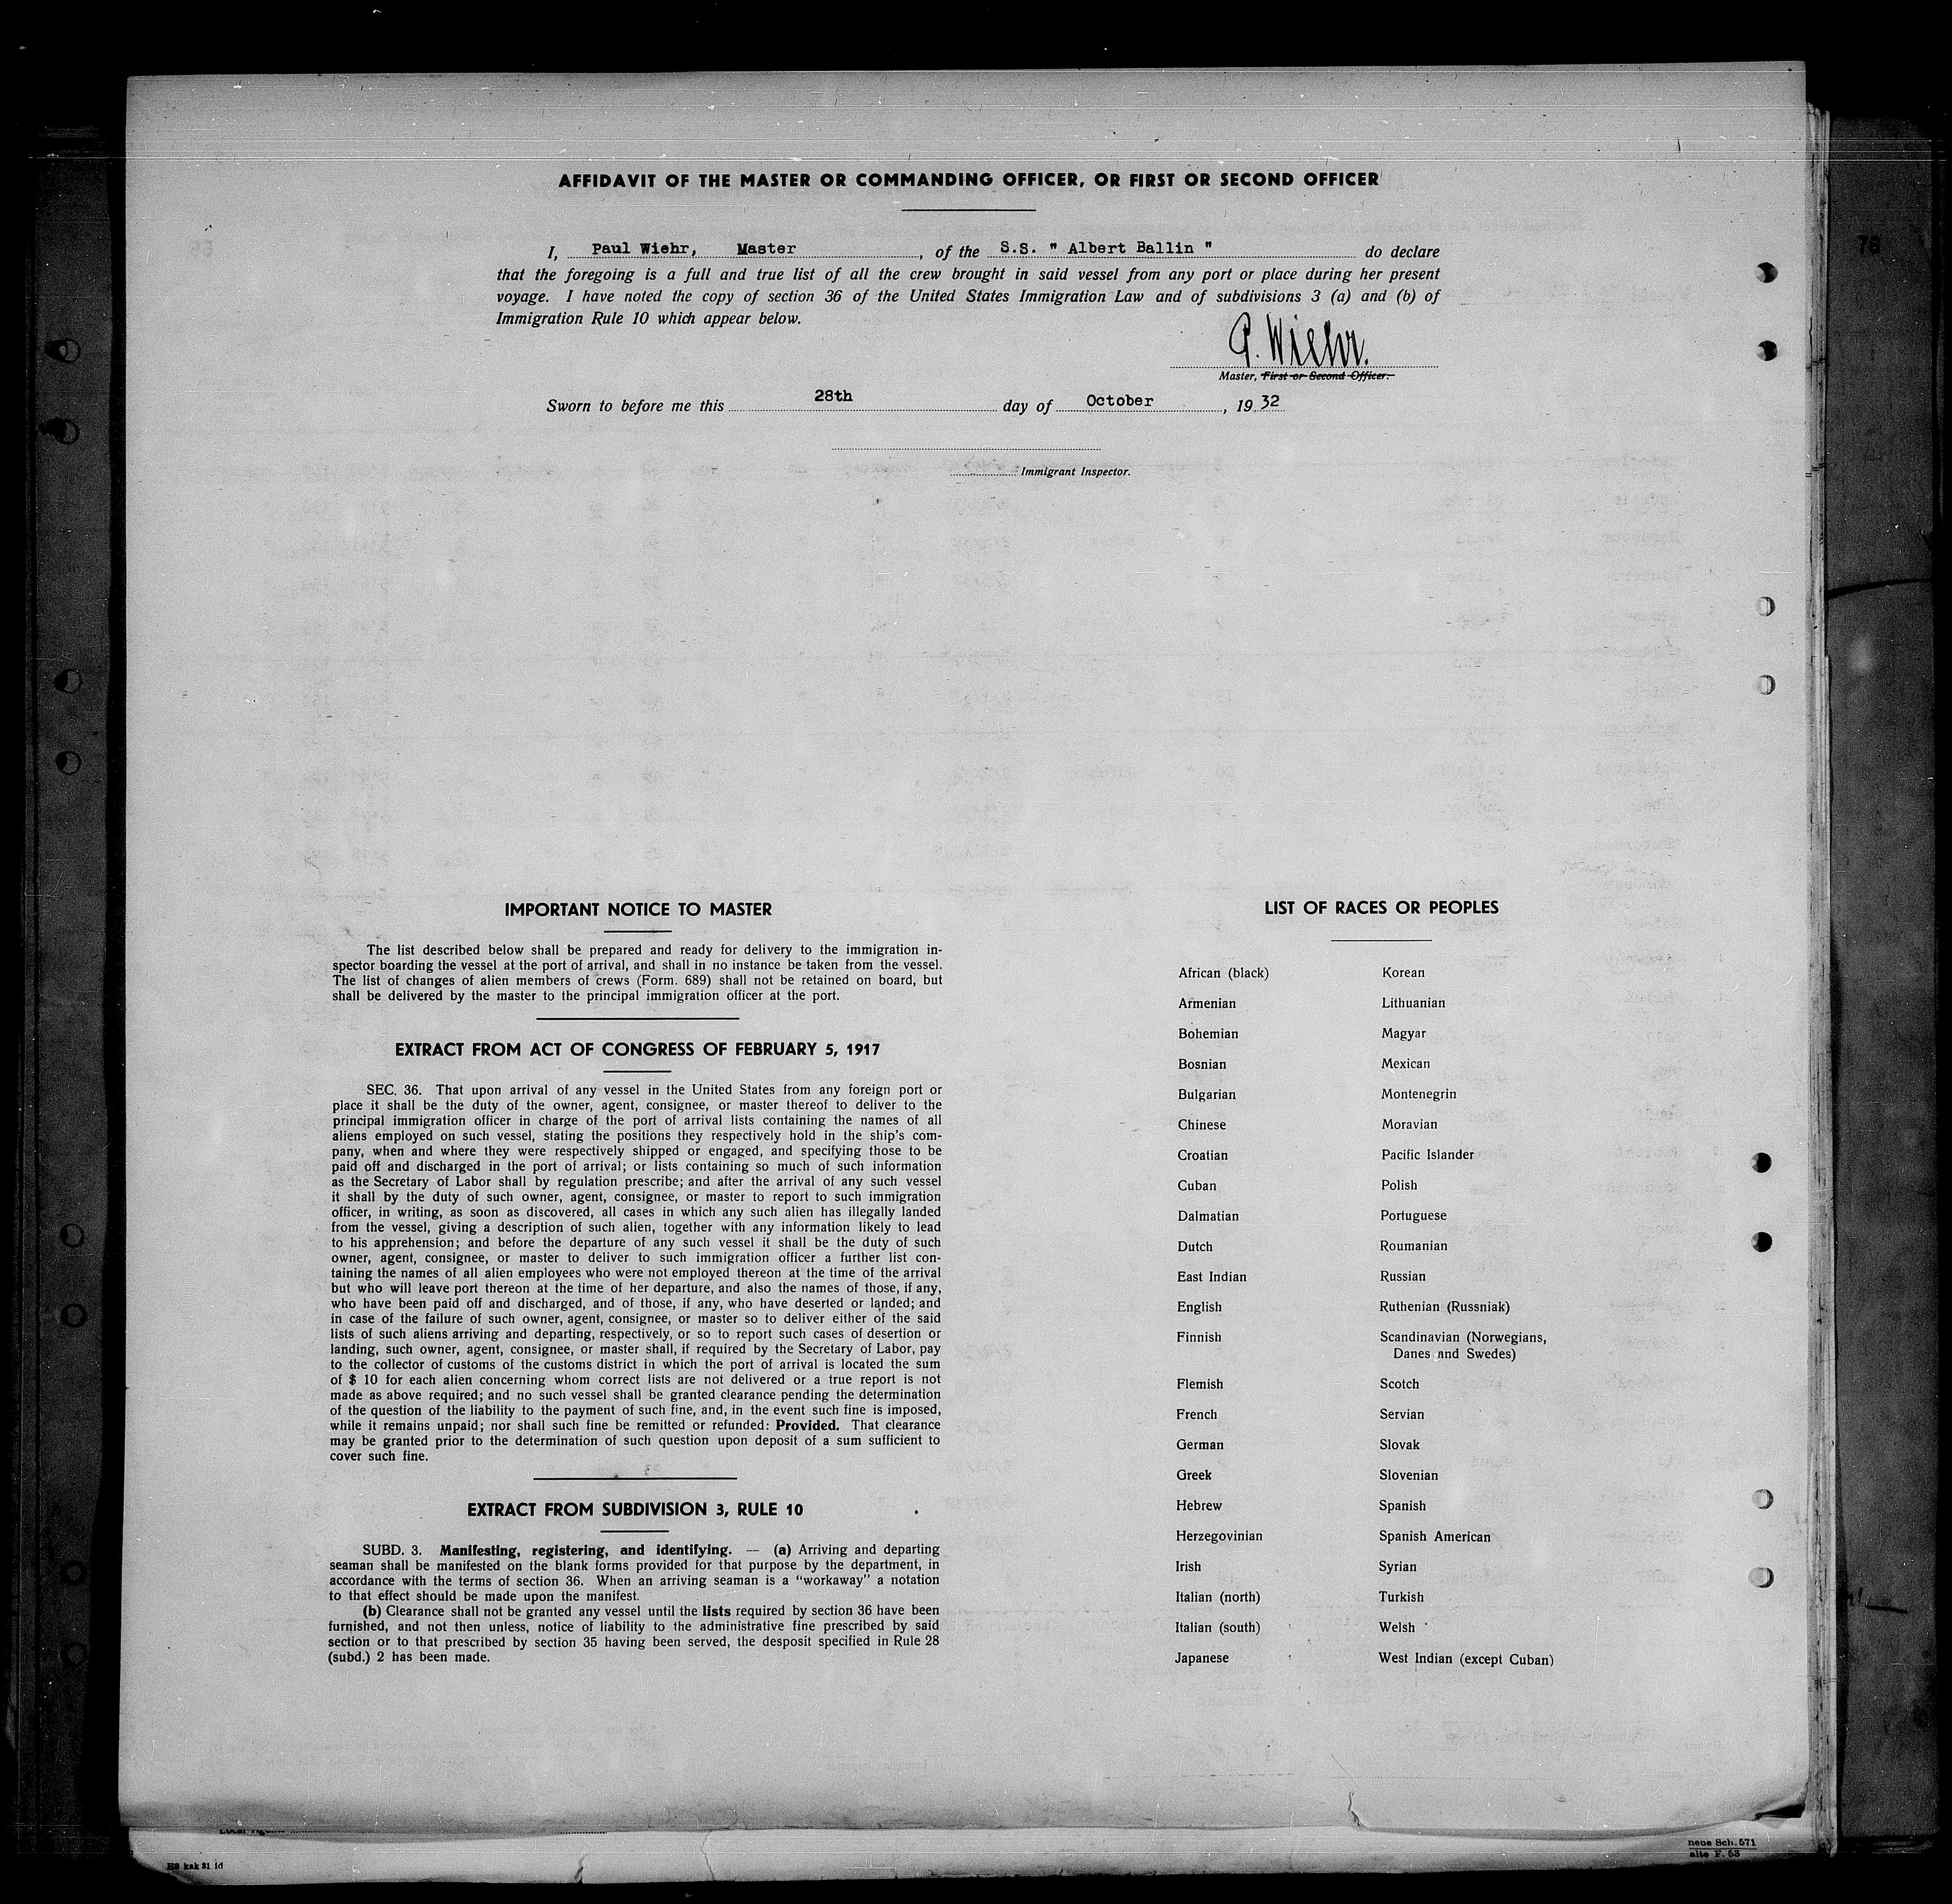 AFFIDAVIT OF THE MASTER OR COMMANDING OFFICER, OR FIRST OR SECOND OFFICER
I, Paul Wiehr, Master, of the S.S. " Albert Ballin " do declare
that the foregoing is a full and true list of all the crew brought in said vessel from any port or place during her present
voyage. I have noted the copy of section 36 of the United States Immigration Law and of subdivisions 3 (a) and (b) of
Immigration Rule 10 which appear below.
P. Wiehr.
Master, First or Second Officer.
Sworn to before me this 28th day of October, 19 32
Immigrant Inspector.
78
IMPORTANT NOTICE TO MASTER
The list described below shall be prepared and ready for delivery to the immigration in-
spector boarding the vessel at the port of arrival, and shall in no instance be taken from the vessel.
The list of changes of alien members of crews (Form. 689) shall not be retained on board, but
shall be delivered by the master to the principal immigration officer at the port.
EXTRACT FROM ACT OF CONGRESS OF FEBRUARY 5, 1917
SEC. 36. That upon arrival of any vessel in the United States from any foreign port or
place it shall be the duty of the owner, agent, consignee, or master thereof to deliver to the
principal immigration officer in charge of the port of arrival lists containing the names of all
aliens employed on such vessel, stating the positions they respectively hold in the ship's com-
pany, when and where they were respectively shipped or engaged, and specifying those to be
paid off and discharged in the port of arrival; or lists containing so much of such information
as the Secretary of Labor shall by regulation prescribe; and after the arrival of any such vessel
it shall by the duty of such owner, agent, consignee, or master to report to such immigration
officer, in writing, as soon as discovered, all cases in which any such alien has illegally landed
from the vessel, giving a description of such alien, together with any information likely to lead
to his apprehension; and before the departure of any such vessel it shall be the duty of such
owner, agent, consignee, or master to deliver to such immigration officer a further list con-
taining the names of all alien employees who were not employed thereon at the time of the arrival
but who will leave port thereon at the time of her departure, and also the names of those, if any,
who have been paid off and discharged, and of those, if any, who have deserted or landed; and
in case of the failure of such owner, agent, consignee, or master so to deliver either of the said
lists of such aliens arriving and departing, respectively, or so to report such cases of desertion or
landing, such owner, agent, consignee, or master shall, if required by the Secretary of Labor, pay
to the collector of customs of the customs district in which the port of arrival is located the sum
of $ 10 for each alien concerning whom correct lists are not delivered or a true report is not
made as above required; and no such vessel shall be granted clearance pending the determination
of the question of the liability to the payment of such fine, and, in the event such fine is imposed,
while it remains unpaid; nor shall such fine be remitted or refunded: Provided. That clearance
may be granted prior to the determination of such question upon deposit of a sum sufficient to
cover such fine.
EXTRACT FROM SUBDIVISION 3, RULE 10
SUBD. 3. Manifesting, registering, and identifying. — (a) Arriving and departing
seaman shall be manifested on the blank forms provided for that purpose by the department, in
accordance with the terms of section 36. When an arriving seaman is a "workaway" a notation
to that effect should be made upon the manifest.
(b) Clearance shall not be granted any vessel until the lists required by section 36 have been
furnished, and not then unless, notice of liability to the administrative fine prescribed by said
section or to that prescribed by section 35 having been served, the desposit specified in Rule 28
(subd.) 2 has been made.
LIST OF RACES OR PEOPLES
African (black) Korean
Armenian Lithuanian
Bohemian Magyar
Bosnian Mexican
Bulgarian Montenegrin
Chinese Moravian
Croatian Pacific Islander
Cuban Polish
Dalmatian Portuguese
Dutch Roumanian
East Indian Russian
English Ruthenian (Russniak)
Finnish Scandinavian (Norwegians,
Danes and Swedes)
Flemish Scotch
French Servian
German Slovak
Greek Slovenian
Hebrew Spanish
Herzegovinian Spanish American
Irish Syrian
Italian (north) Turkish
Italian (south) Welsh
Japanese West Indian (except Cuban)
neue Sch. 571
alte F. 53